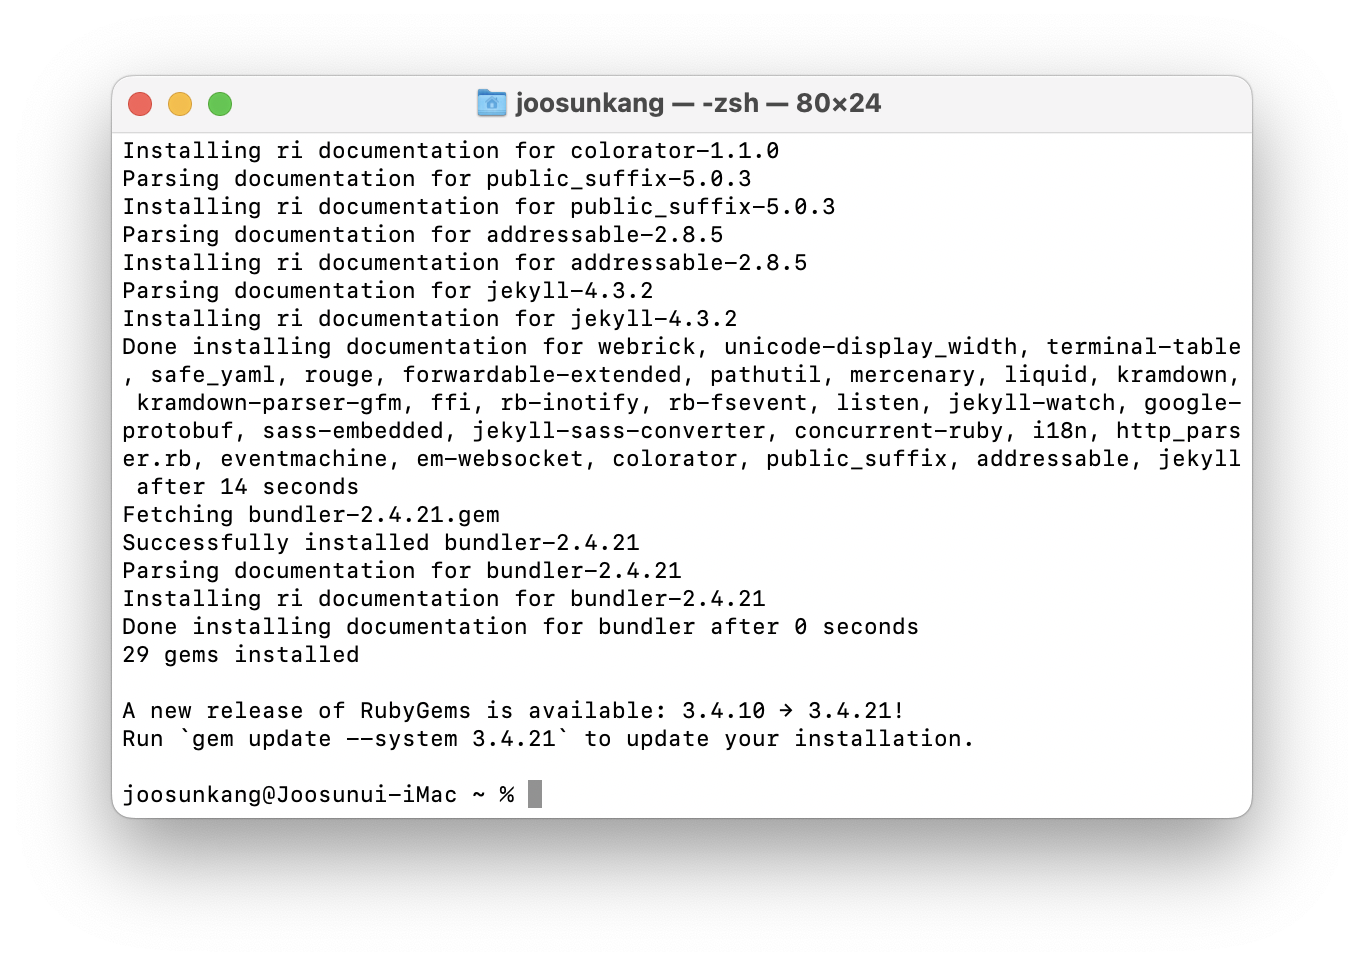 joosunkang — -zsh — 80×24
Installing ri documentation for colorator-1.1.0
Parsing documentation for public_suffix-5.0.3
Installing ri documentation for public_suffix-5.0.3
Parsing documentation for addressable-2.8.5
Installing ri documentation for addressable-2.8.5
Parsing documentation for jekyll-4.3.2
Installing ri documentation for jekyll-4.3.2
Done installing documentation for webrick, unicode-display_width, terminal-table
, safe_yaml, rouge, forwardable-extended, pathutil, mercenary, liquid, kramdown,
 kramdown-parser-gfm, ffi, rb-inotify, rb-fsevent, listen, jekyll-watch, google-
protobuf, sass-embedded, jekyll-sass-converter, concurrent-ruby, i18n, http_pars
er.rb, eventmachine, em-websocket, colorator, public_suffix, addressable, jekyll
 after 14 seconds
Fetching bundler-2.4.21.gem
Successfully installed bundler-2.4.21
Parsing documentation for bundler-2.4.21
Installing ri documentation for bundler-2.4.21
Done installing documentation for bundler after 0 seconds
29 gems installed
A new release of RubyGems is available: 3.4.10 → 3.4.21!
Run `gem update --system 3.4.21` to update your installation.
joosunkang@Joosunui-iMac ~ %